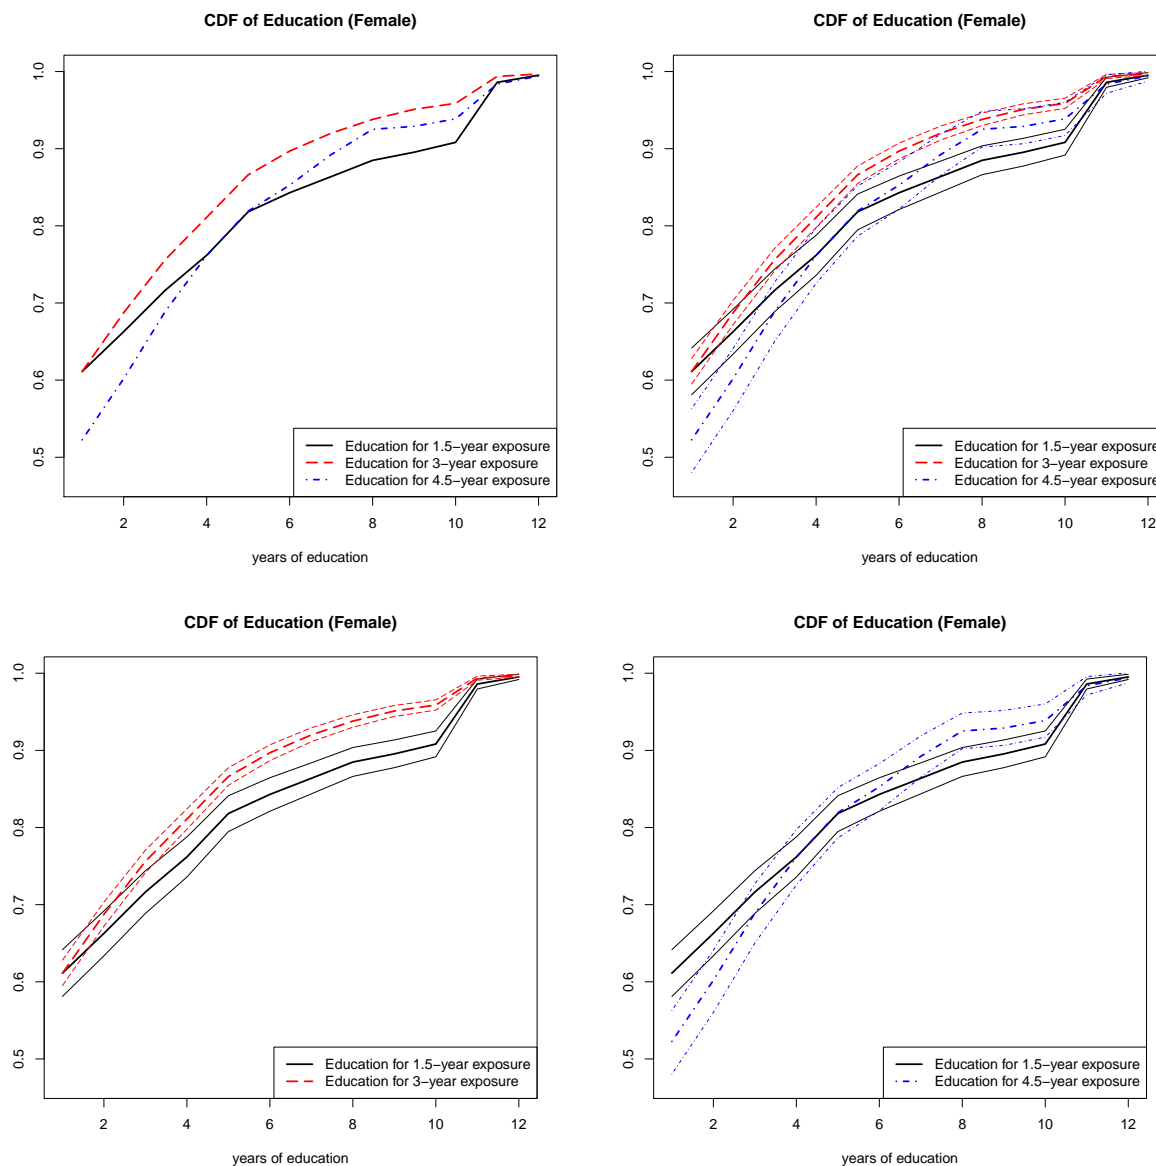 CDF of Education (Female)
1.0
0.9
0.8
0.7
0.6
0.5
Education for 1.5−year exposure
Education for 3−year exposure
Education for 4.5−year exposure
2 4 6 8 10 12
years of education
CDF of Education (Female)
1.0
0.9
0.8
0.7
0.6
0.5
Education for 1.5−year exposure
Education for 3−year exposure
Education for 4.5−year exposure
2 4 6 8 10 12
years of education
CDF of Education (Female)
1.0
0.9
0.8
0.7
0.6
0.5
Education for 1.5−year exposure
Education for 3−year exposure
2 4 6 8 10 12
years of education
CDF of Education (Female)
1.0
0.9
0.8
0.7
0.6
0.5
Education for 1.5−year exposure
Education for 4.5−year exposure
2 4 6 8 10 12
years of education